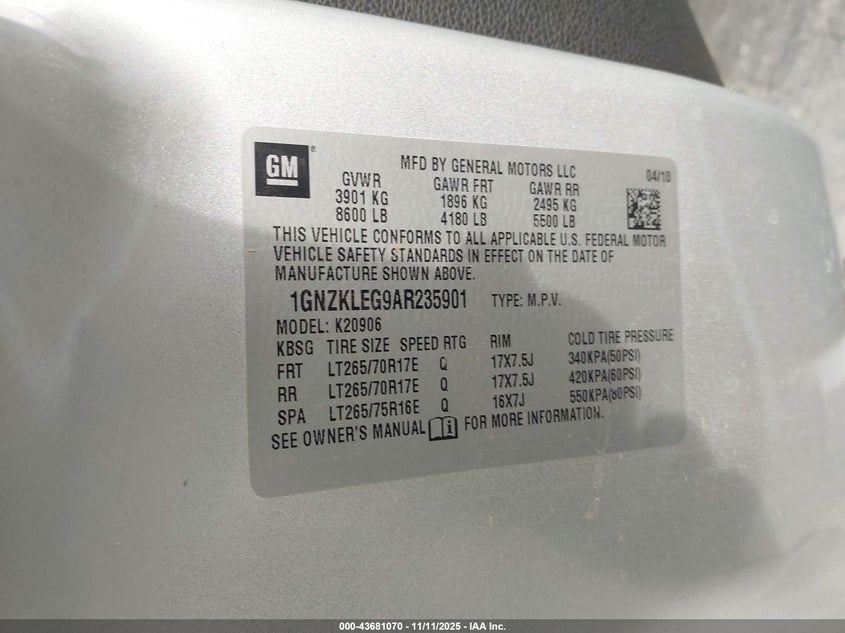 GM
MFD BY GENERAL MOTORS LLC 04/10
GVWR GAWR FRT GAWR RR
3901 KG 1896 KG 2495 KG
8600 LB 4180 LB 5500 LB
THIS VEHICLE CONFORMS TO ALL APPLICABLE U.S. FEDERAL MOTOR
VEHICLE SAFETY STANDARDS IN EFFECT ON THE DATE OF
MANUFACTURE SHOWN ABOVE.
1GNZKLEG9AR235901 TYPE: M.P.V.
MODEL: K20906
KBSG TIRE SIZE SPEED RTG RIM COLD TIRE PRESSURE
FRT LT265/70R17E Q 17X7.5J 340KPA(50PSI)
RR LT265/70R17E Q 17X7.5J 420KPA(60PSI)
SPA LT265/75R16E Q 16X7J 550KPA(80PSI)
SEE OWNER'S MANUAL FOR MORE INFORMATION.
000-43681070 - 11/11/2025 - IAA Inc.